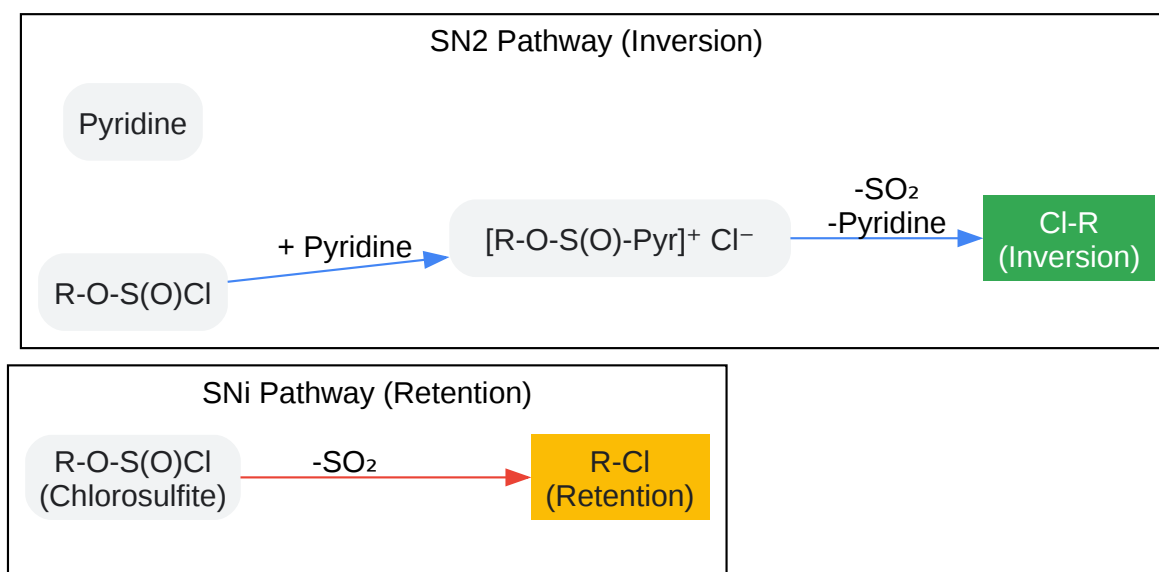 SN2 Pathway (Inversion)
Pyridine
-SO₂
-Pyridine
+ Pyridine
[R-O-S(O)-Pyr]⁺ Cl⁻
Cl-R
(Inversion)
R-O-S(O)Cl
SNi Pathway (Retention)
R-O-S(O)Cl
(Chlorosulfite)
-SO₂
R-Cl
(Retention)